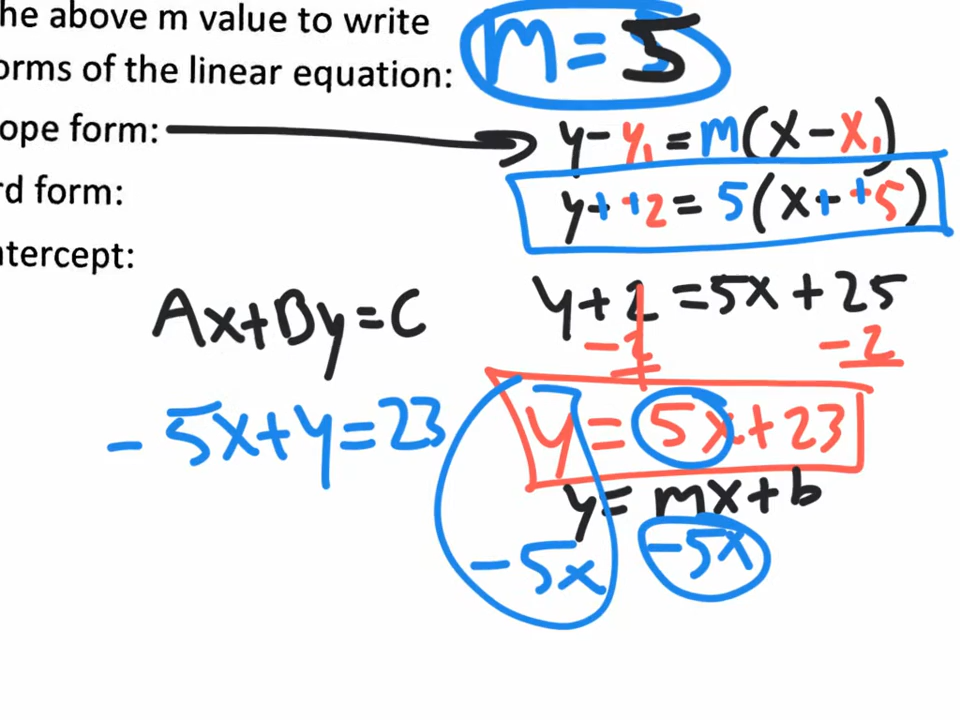 he above m value to write
orms of the linear equation:
m = 5
ope form:
y - y₁ = m(x - x₁)
rd form:
y + +2 = 5(x + +5)
ntercept:
Ax+By=C
y+2 =5x+25
-2 -2
-5x+y=23
y = 5x+23
y = mx+b
-5x -5x